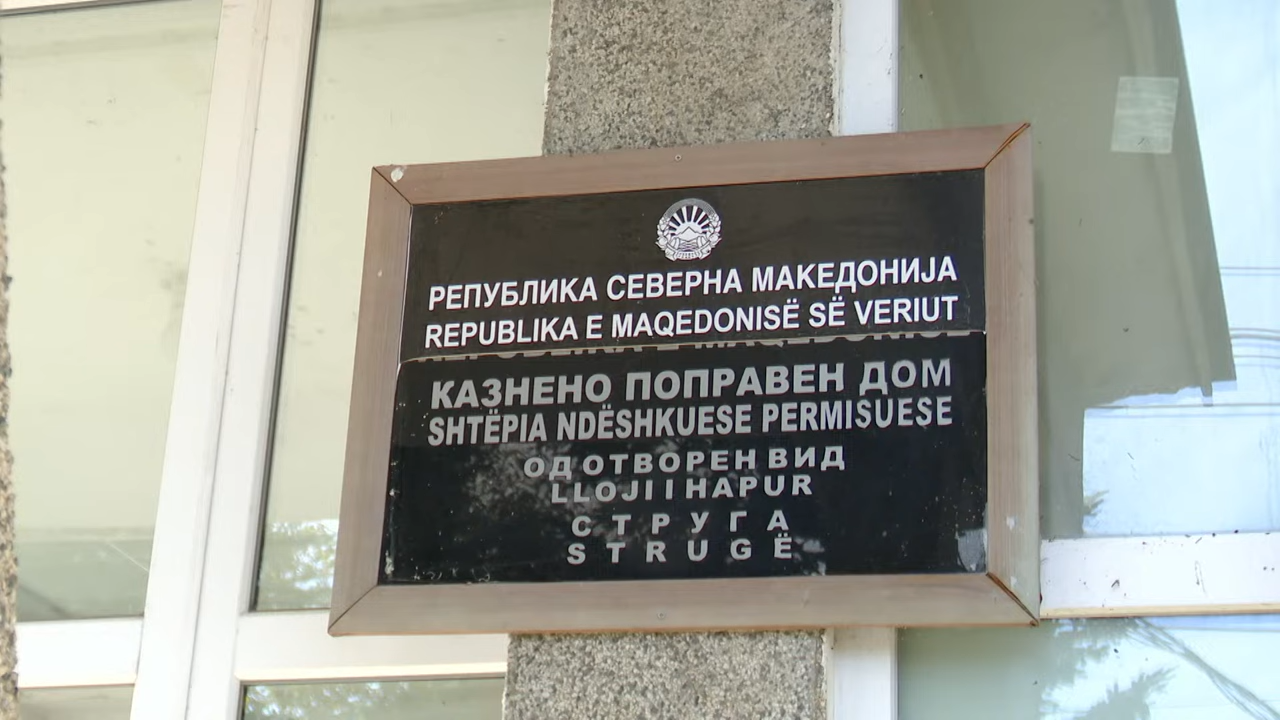 РЕПУБЛИКА СЕВЕРНА МАКЕДОНИЈА
REPUBLIKA E MAQEDONISË SË VERIUT
КАЗНЕНО ПОПРАВЕН ДОМ
SHTËPIA NDËSHKUESE PERMISUESE
ОД ОТВОРЕН ВИД
LLOJI I HAPUR
СТРУГА
STRUGË